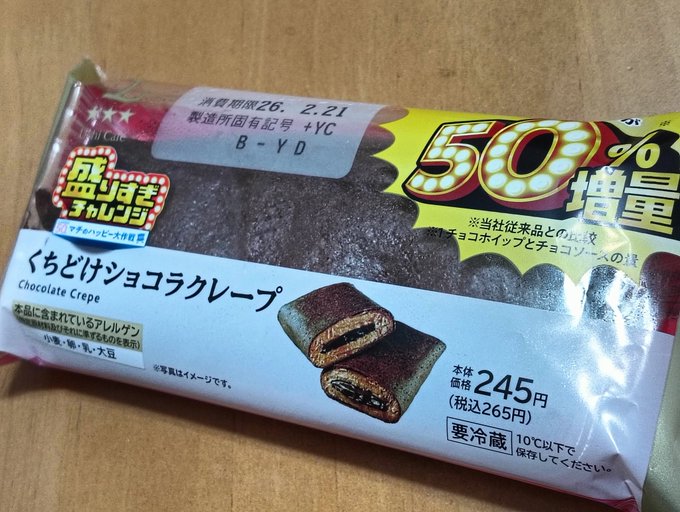 消費期限26. 2.21
製造所固有記号 +YC
B-YD
Uchi Café
盛りすぎ
チャレンジ
マチのハッピー大作戦
50%
増量
※当社従来品との比較
※1 チョコホイップとチョコソースの量
くちどけショコラクレープ
Chocolate Crepe
本品に含まれているアレルゲン
小麦・卵・乳・大豆
※写真はイメージです。
本体
価格 245円
(税込265円)
要冷蔵 10℃以下で
保存してください。